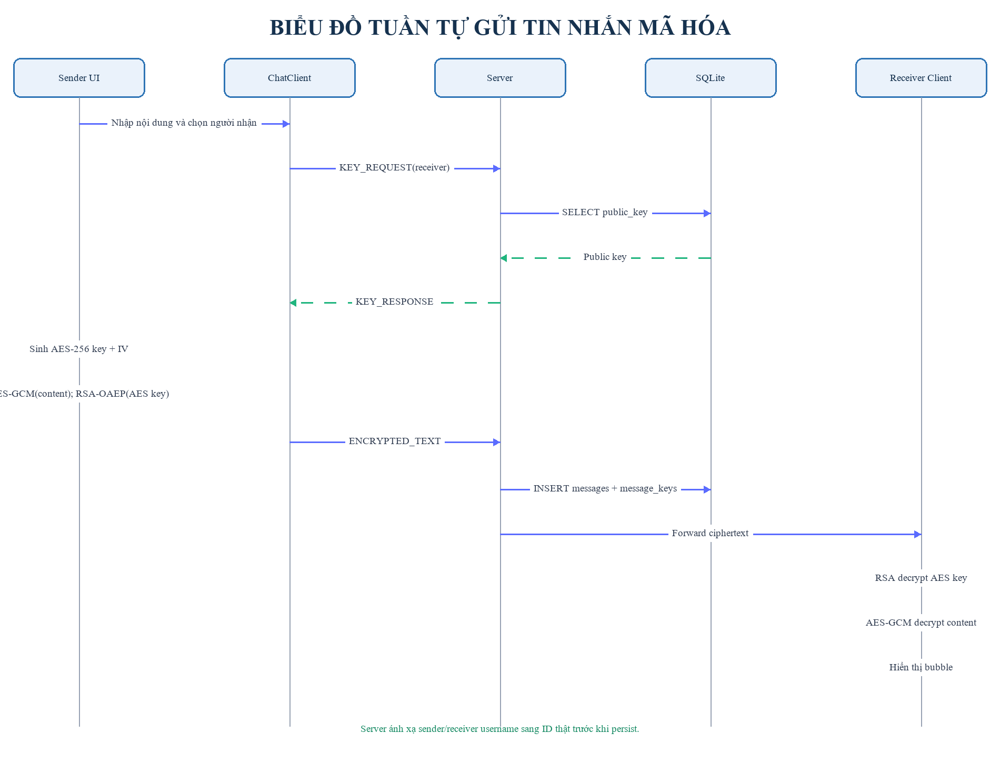 BIỂU ĐỒ TUẦN TỰ GỬI TIN NHẮN MÃ HÓA
Sender UI
ChatClient
Server
SQLite
Receiver Client
Nhập nội dung và chọn người nhận
KEY_REQUEST(receiver)
SELECT public_key
Public key
KEY_RESPONSE
Sinh AES-256 key + IV
ES-GCM(content); RSA-OAEP(AES key)
ENCRYPTED_TEXT
INSERT messages + message_keys
Forward ciphertext
RSA decrypt AES key
AES-GCM decrypt content
Hiển thị bubble
Server ánh xạ sender/receiver username sang ID thật trước khi persist.